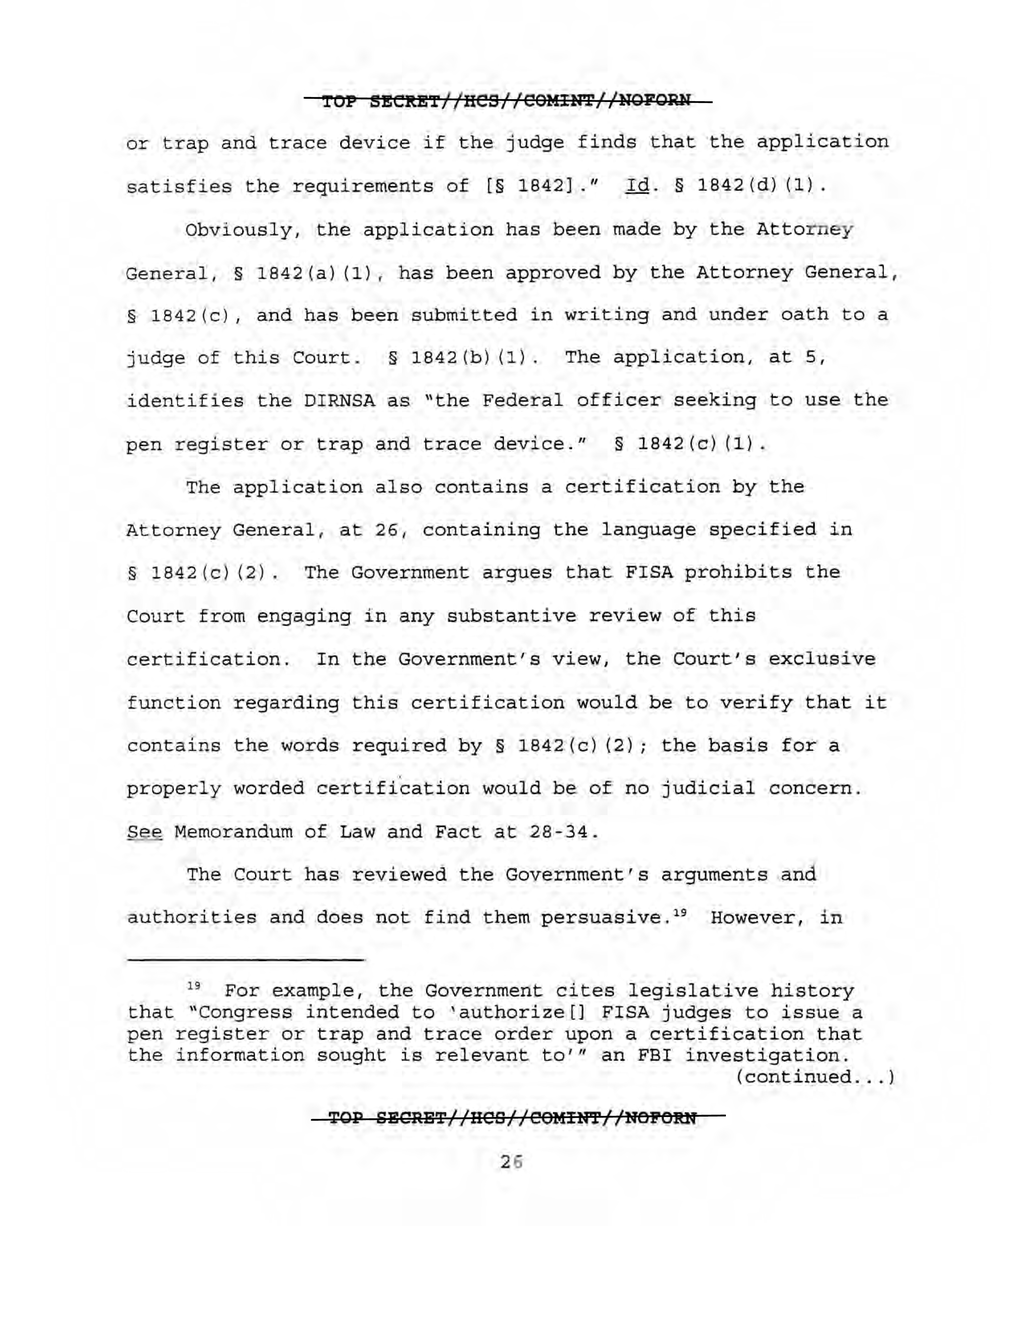 TOP SECRET//HCS//COMINT//NOFORN
or trap and trace device if the judge finds that the application
satisfies the requirements of [§ 1842]." Id. § 1842(d)(1).
Obviously, the application has been made by the Attorney
General, § 1842(a)(1), has been approved by the Attorney General,
§ 1842(c), and has been submitted in writing and under oath to a
judge of this Court. § 1842(b)(1). The application, at 5,
identifies the DIRNSA as "the Federal officer seeking to use the
pen register or trap and trace device." § 1842(c)(1).
The application also contains a certification by the
Attorney General, at 26, containing the language specified in
§ 1842(c)(2). The Government argues that FISA prohibits the
Court from engaging in any substantive review of this
certification. In the Government's view, the Court's exclusive
function regarding this certification would be to verify that it
contains the words required by § 1842(c)(2); the basis for a
properly worded certification would be of no judicial concern.
See Memorandum of Law and Fact at 28-34.
The Court has reviewed the Government's arguments and
authorities and does not find them persuasive.¹⁹ However, in
¹⁹ For example, the Government cites legislative history
that "Congress intended to 'authorize[] FISA judges to issue a
pen register or trap and trace order upon a certification that
the information sought is relevant to'" an FBI investigation.
(continued...)
TOP SECRET//HCS//COMINT//NOFORN
26